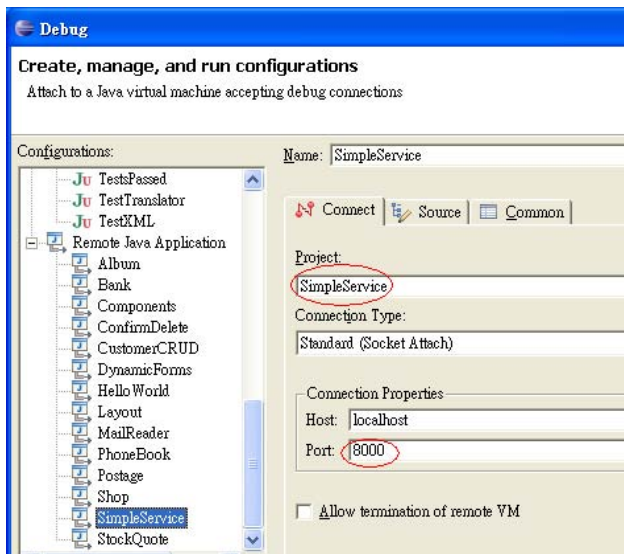 Debug
Create, manage, and run configurations
Attach to a Java virtual machine accepting debug connections
Configurations:
Ju TestsPassed
Ju TestTranslator
Ju TestXML
Remote Java Application
Album
Bank
Components
ConfirmDelete
CustomerCRUD
DynamicForms
HelloWorld
Layout
MailReader
PhoneBook
Postage
Shop
SimpleService
StockQuote
Name: SimpleService
Connect Source Common
Project:
SimpleService
Connection Type:
Standard (Socket Attach)
Connection Properties
Host: localhost
Port: 8000
Allow termination of remote VM